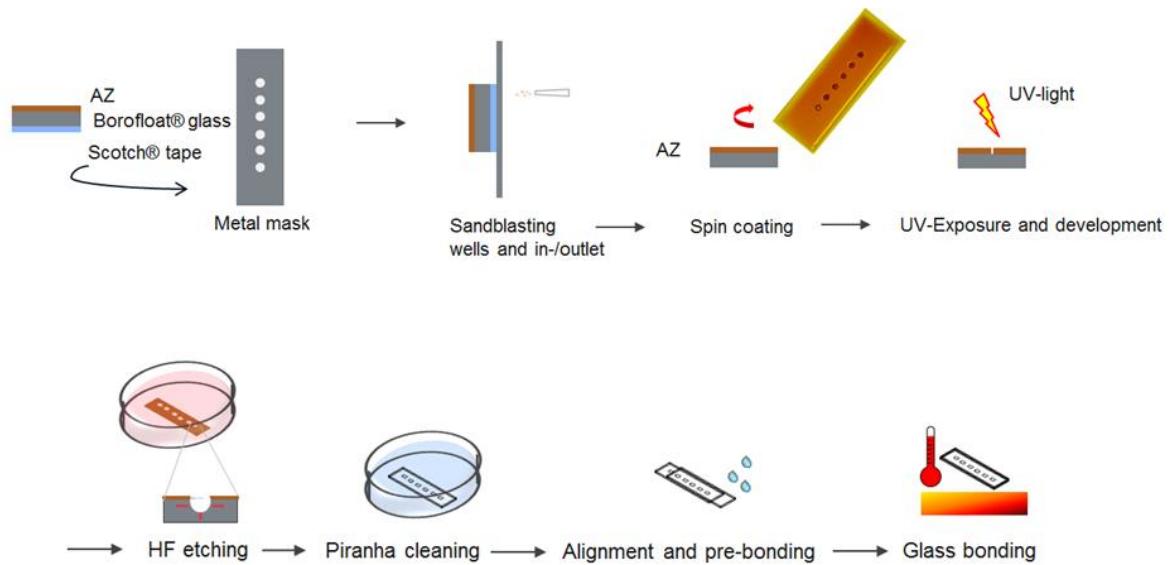 AZ
Borofloat® glass
Scotch® tape
Metal mask
Sandblasting
wells and in-/outlet
AZ
Spin coating
UV-light
UV-Exposure and development
HF etching
Piranha cleaning
Alignment and pre-bonding
Glass bonding